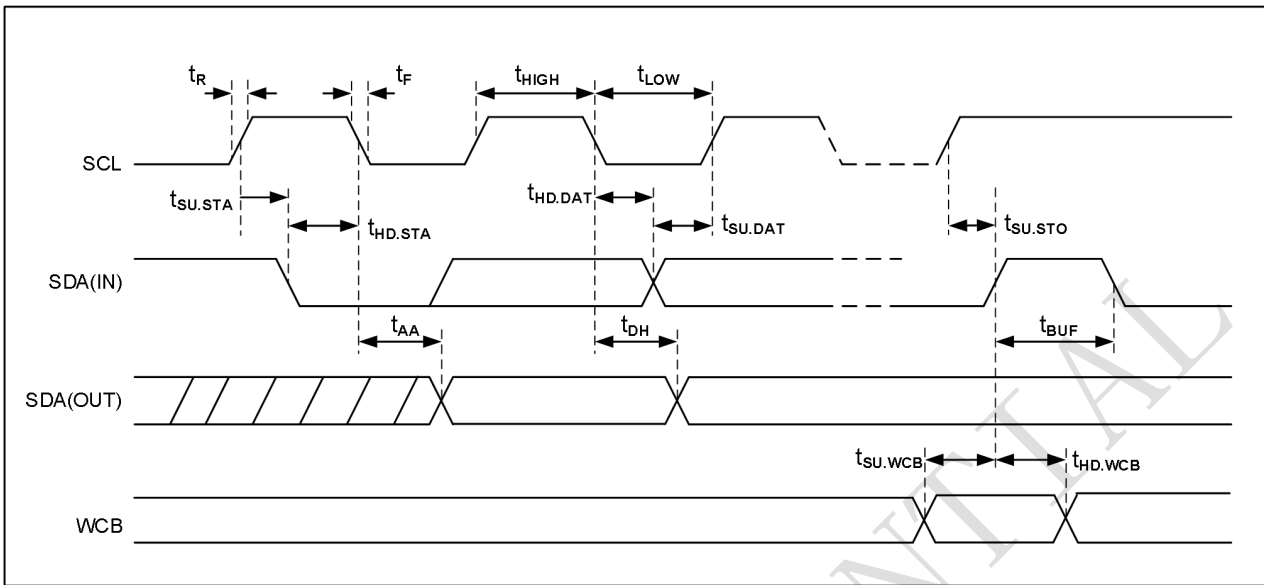 tR
tF
tHIGH
tLOW
SCL
tSU.STA
tHD.STA
tHD.DAT
tSU.DAT
tSU.STO
SDA(IN)
tAA
tDH
tBUF
SDA(OUT)
tSU.WCB
tHD.WCB
WCB
NTIAL